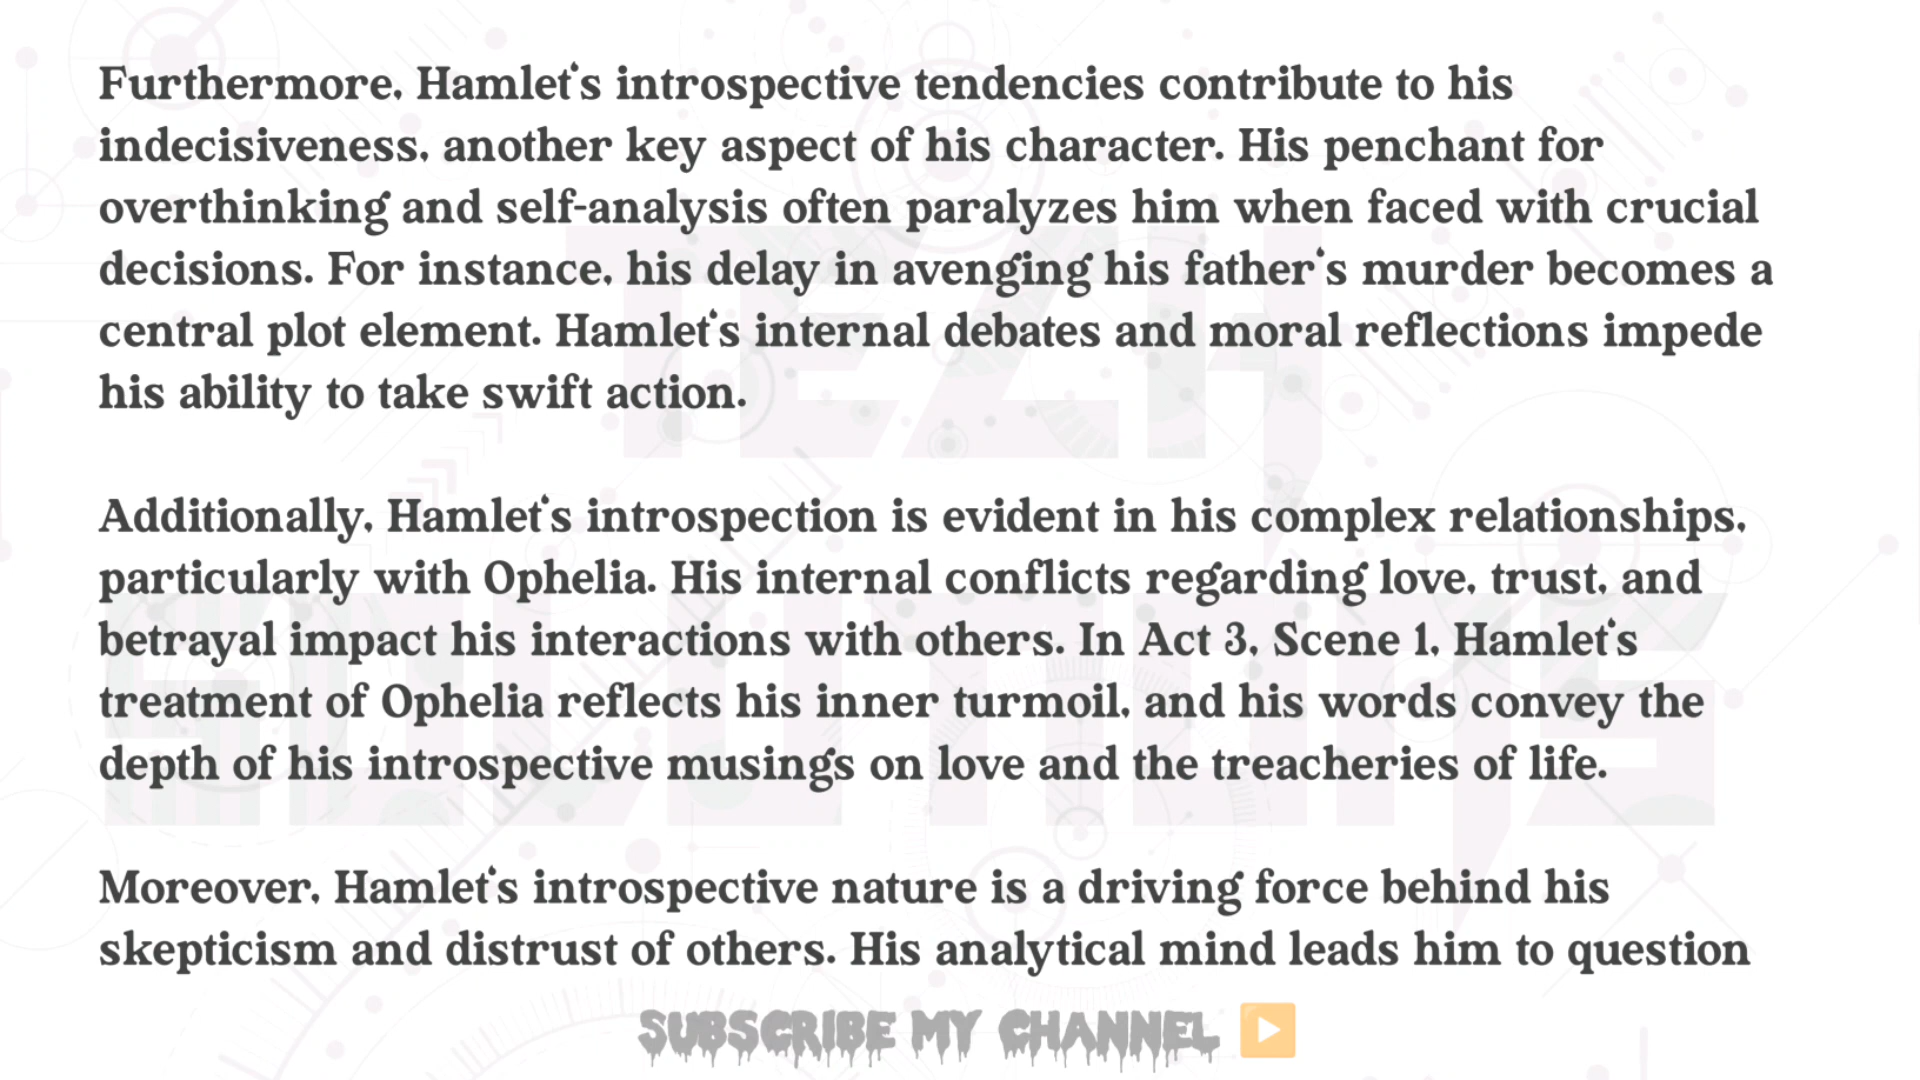 Furthermore, Hamlet's introspective tendencies contribute to his
indecisiveness, another key aspect of his character. His penchant for
overthinking and self-analysis often paralyzes him when faced with crucial
decisions. For instance, his delay in avenging his father's murder becomes a
central plot element. Hamlet's internal debates and moral reflections impede
his ability to take swift action.
Additionally, Hamlet's introspection is evident in his complex relationships,
particularly with Ophelia. His internal conflicts regarding love, trust, and
betrayal impact his interactions with others. In Act 3, Scene 1, Hamlet's
treatment of Ophelia reflects his inner turmoil, and his words convey the
depth of his introspective musings on love and the treacheries of life.
Moreover, Hamlet's introspective nature is a driving force behind his
skepticism and distrust of others. His analytical mind leads him to question
SUBSCRIBE MY CHANNEL